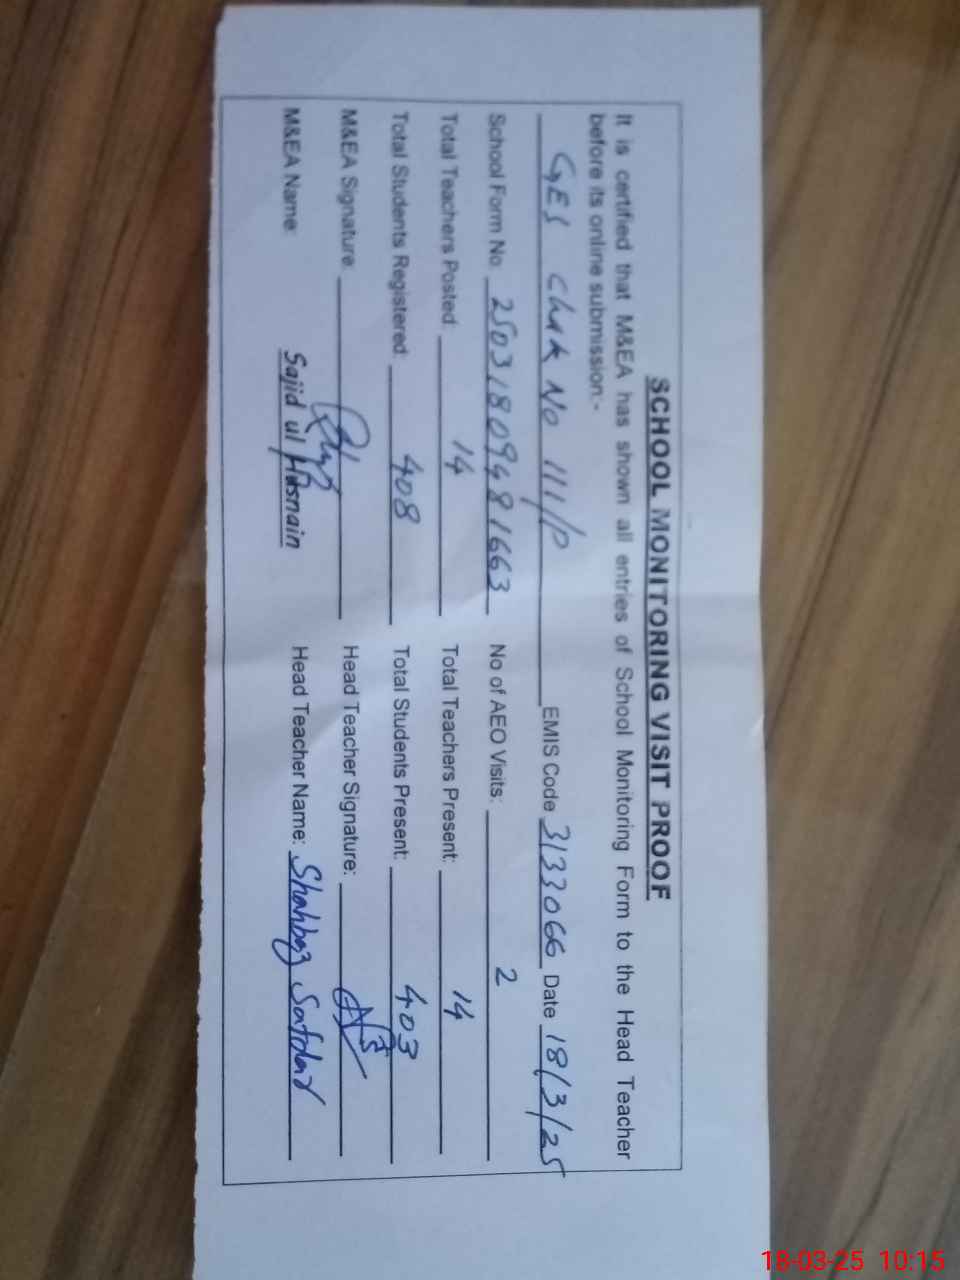 SCHOOL MONITORING VISIT PROOF
It is certified that M&EA has shown all entries of School Monitoring Form to the Head Teacher
before its online submission:-
GES Chak No 111/P EMIS Code 3133066 Date 18/3/25
School Form No. 25031809481663 No of AEO Visits: 2
Total Teachers Posted: 14 Total Teachers Present: 14
Total Students Registered: 408 Total Students Present: 403
M&EA Signature: Head Teacher Signature:
M&EA Name: Sajid ul Hasnain Head Teacher Name: Shahbaz Safdar
18-03-25 10:15